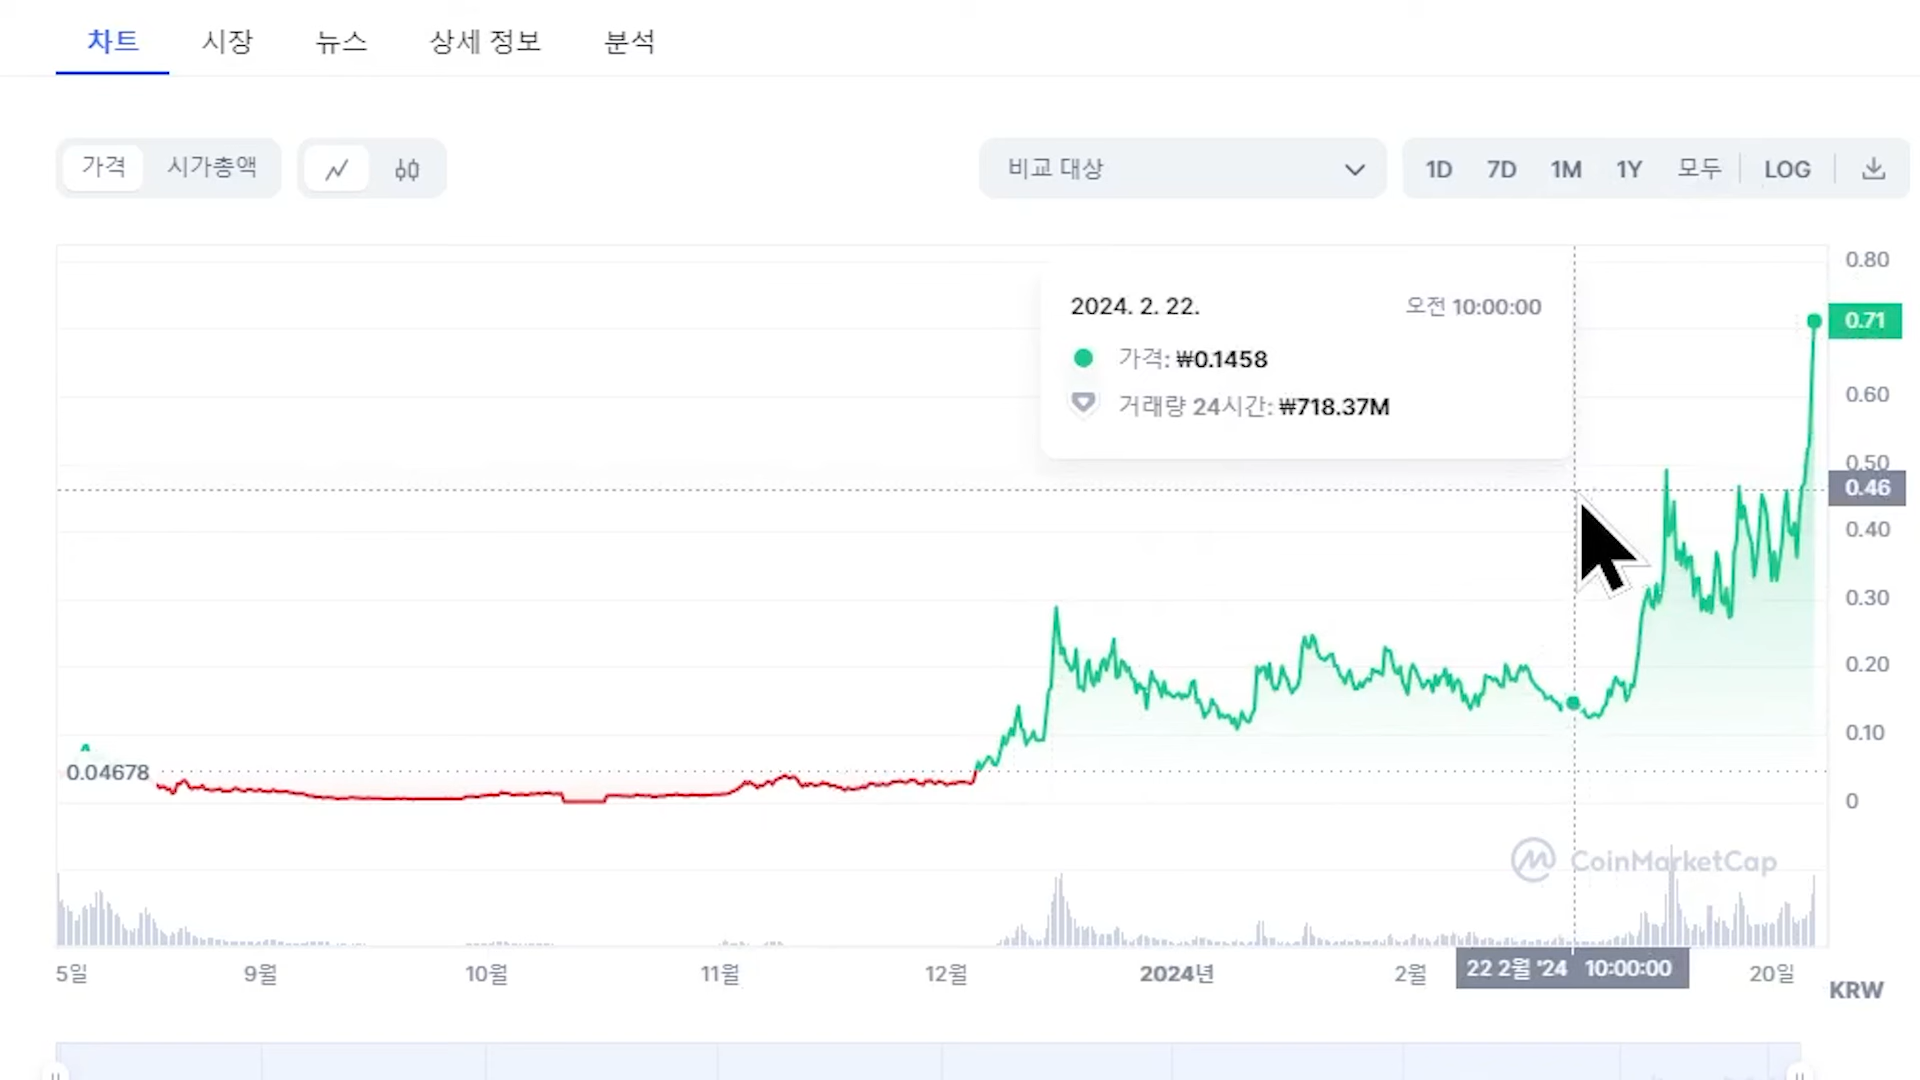 차트 시장 뉴스 상세 정보 분석
가격 시가총액 비교 대상 1D 7D 1M 1Y 모두 LOG
0.80
2024. 2. 22. 오전 10:00:00
0.71
가격: ₩0.1458
거래량 24시간: ₩718.37M
0.60
0.50
0.46
0.40
0.30
0.20
0.10
0.04678
0
CoinMarketCap
5일 9월 10월 11월 12월 2024년 2월 22 2월 '24 10:00:00 20일
KRW